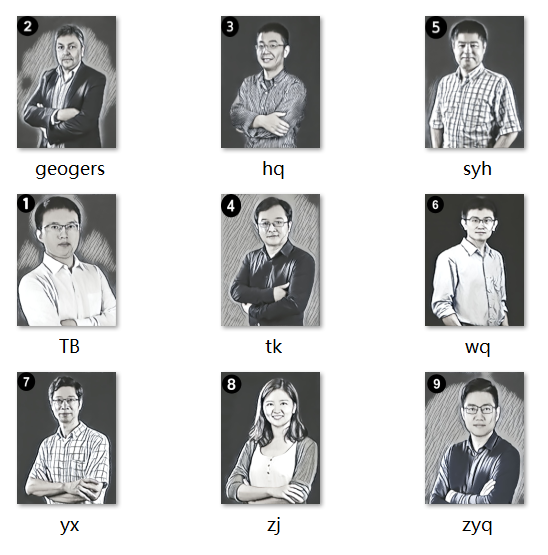 2 3 5
geogers hq syh
1 4 6
TB tk wq
7 8 9
yx zj zyq